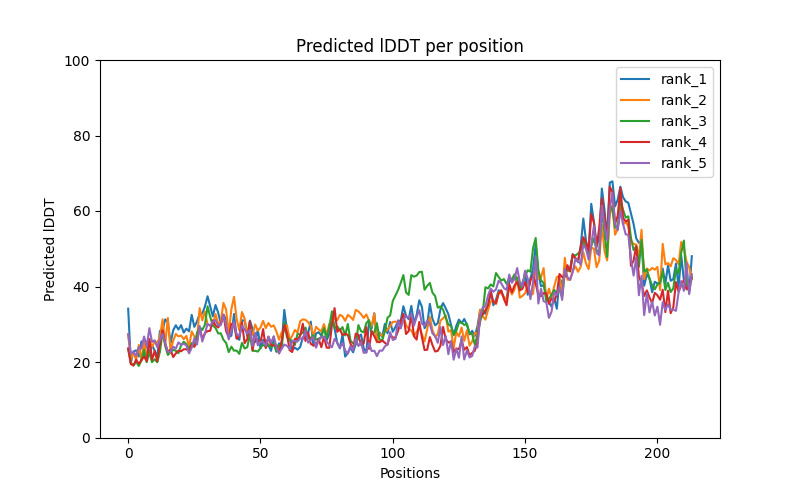 Predicted lDDT per position
100
80
60
40
20
0
Predicted lDDT
0 50 100 150 200
Positions
rank_1
rank_2
rank_3
rank_4
rank_5